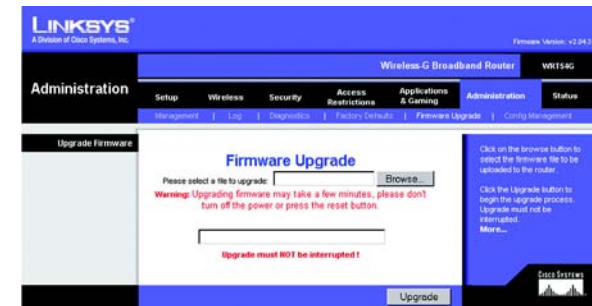 LINKSYS®
A Division of Cisco Systems, Inc.
Firmware Version: v2.04.3
Wireless-G Broadband Router WRT54G
Administration
Setup Wireless Security Access Restrictions Applications & Gaming Administration Status
Management | Log | Diagnostics | Factory Defaults | Firmware Upgrade | Config Management
Upgrade Firmware
Firmware Upgrade
Please select a file to upgrade: Browse...
Warning: Upgrading firmware may take a few minutes, please don't
turn off the power or press the reset button.
Upgrade must NOT be interrupted !
Click on the browse button to
select the firmware file to be
uploaded to the router.
Click the Upgrade button to
begin the upgrade process.
Upgrade must not be
interrupted.
More...
Upgrade
CISCO SYSTEMS